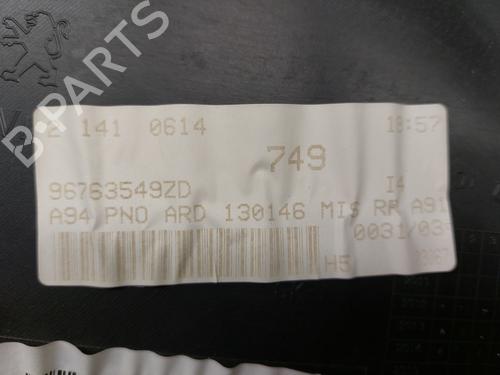 B-PARTS
2 141 0614 18:57
749
96763549ZD I4
A94 PNO ARD 130146 MIS RP A91
0031/03
H5